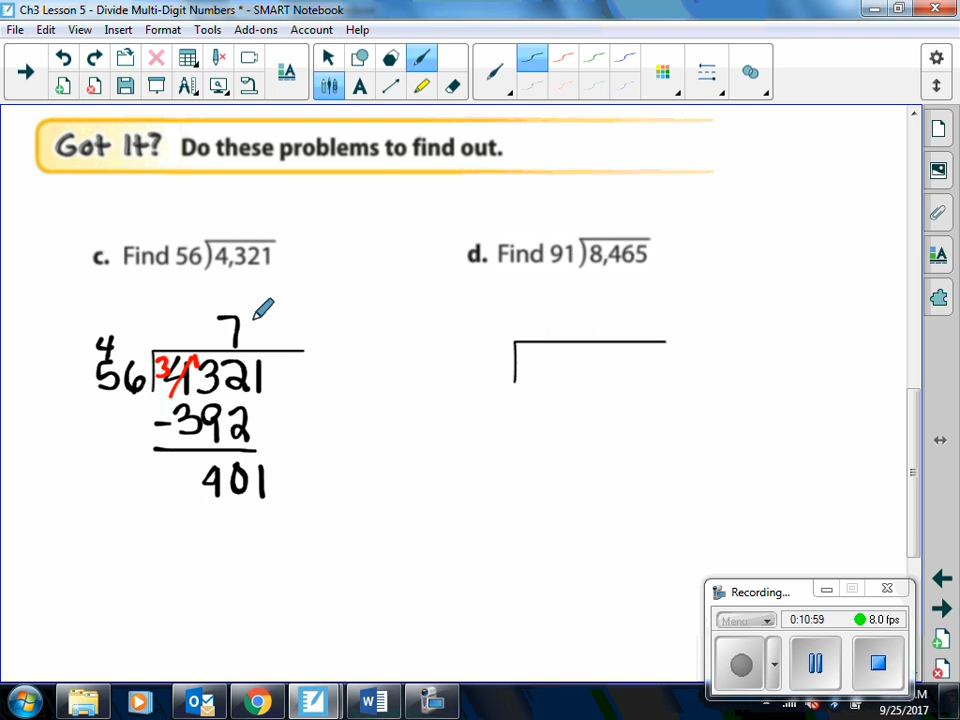 Ch3 Lesson 5 - Divide Multi-Digit Numbers * - SMART Notebook
File Edit View Insert Format Tools Add-ons Account Help
Got It? Do these problems to find out.
c. Find 56)4,321
d. Find 91)8,465
7
4
3 1
56 4321
-392
401
Recording...
Menu 0:10:59 8.0 fps
9/25/2017